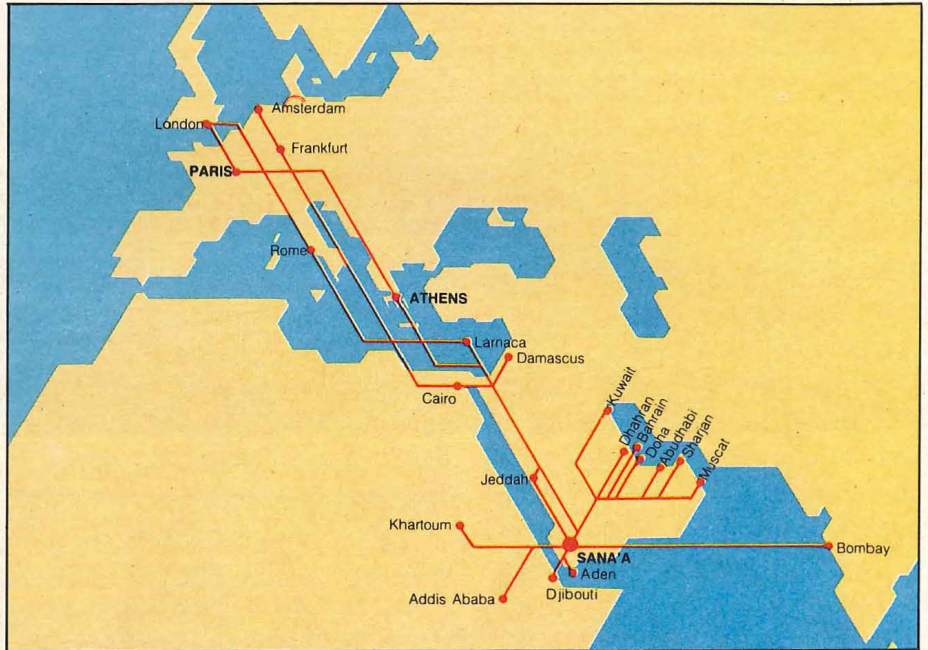 Amsterdam
London
Frankfurt
PARIS
Rome
ATHENS
Larnaca
Damascus
Cairo
Kuwait
Dhahran
Bahrain
Doha
Abudhabi
Sharjan
Muscat
Jeddah
Khartoum
SANA'A
Bombay
Aden
Djibouti
Addis Ababa